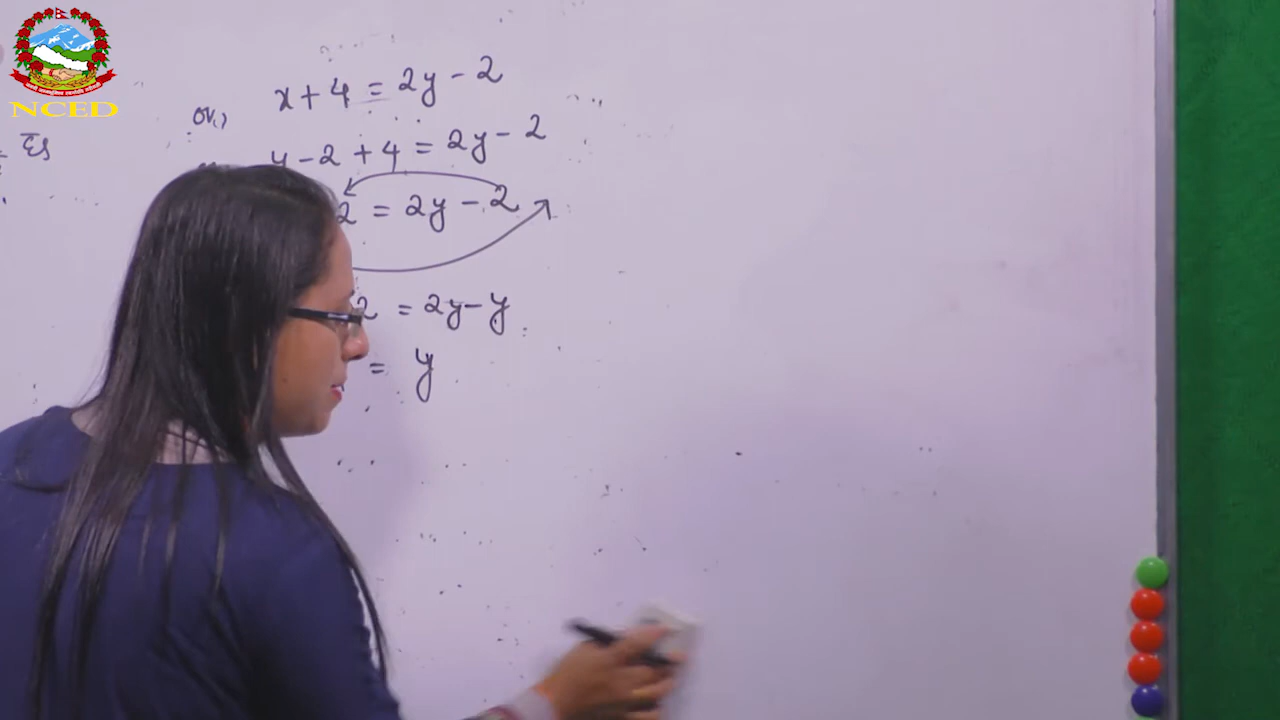 NCED
x + 4 = 2y - 2
or,
y - 2 + 4 = 2y - 2
2 = 2y - 2
2 = 2y - y
= y